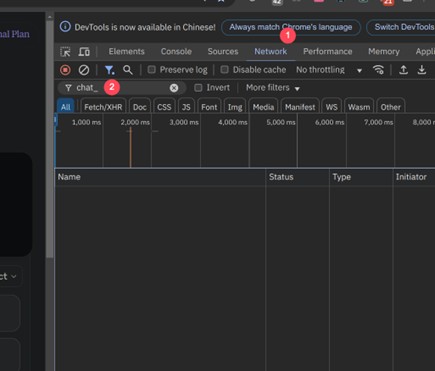 nal Plan
DevTools is now available in Chinese! Always match Chrome's language Switch DevTools
1
Elements Console Sources Network Performance Memory Appli
Preserve log Disable cache No throttling
chat_ 2 Invert More filters
All Fetch/XHR Doc CSS JS Font Img Media Manifest WS Wasm Other
1,000 ms 2,000 ms 3,000 ms 4,000 ms 5,000 ms 6,000 ms 7,000 ms 8,000
Name Status Type Initiator
ct